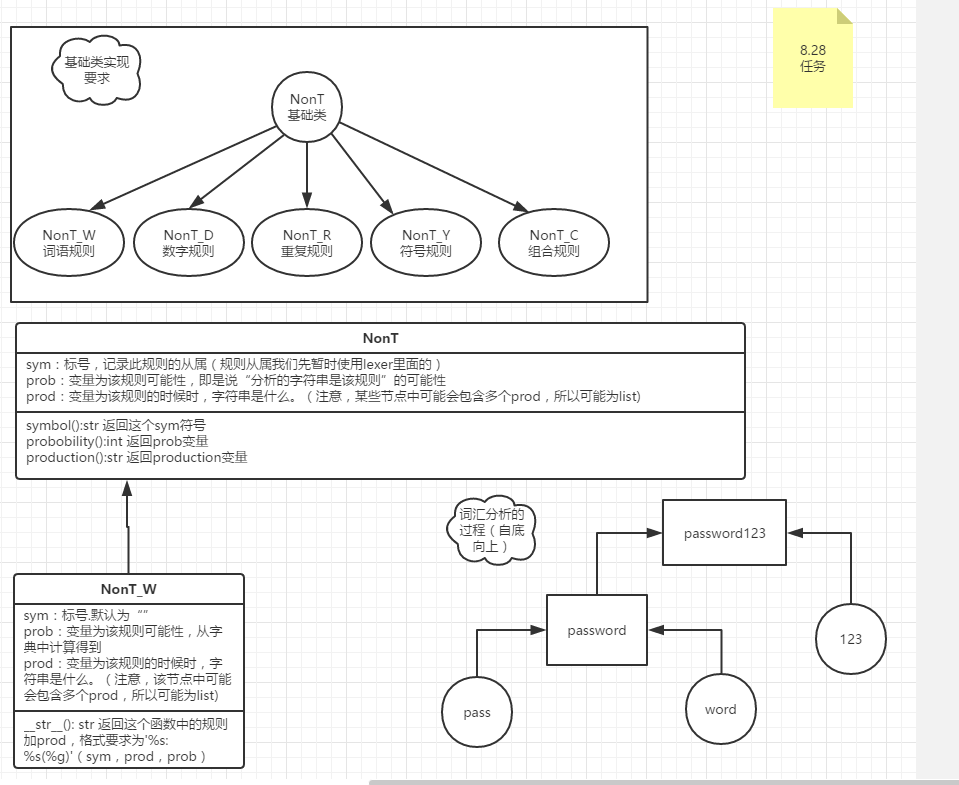 基础类实现
要求
8.28
任务
NonT
基础类
NonT_W
词语规则
NonT_D
数字规则
NonT_R
重复规则
NonT_Y
符号规则
NonT_C
组合规则
NonT
sym：标号，记录此规则的从属（规则从属我们先暂时使用lexer里面的）
prob：变量为该规则可能性，即是说“分析的字符串是该规则”的可能性
prod：变量为该规则的时候时，字符串是什么。（注意，某些节点中可能会包含多个prod，所以可能为list)
symbol():str 返回这个sym符号
probobility():int 返回prob变量
production():str 返回production变量
词汇分析的
过程（自底
向上）
password123
NonT_W
sym：标号.默认为“”
prob：变量为该规则可能性，从字
典中计算得到
prod：变量为该规则的时候时，字
符串是什么。（注意，该节点中可能
会包含多个prod，所以可能为list)
__str__(): str 返回这个函数中的规则
加prod，格式要求为'%s:
%s(%g)'（sym，prod，prob）
password
123
pass
word